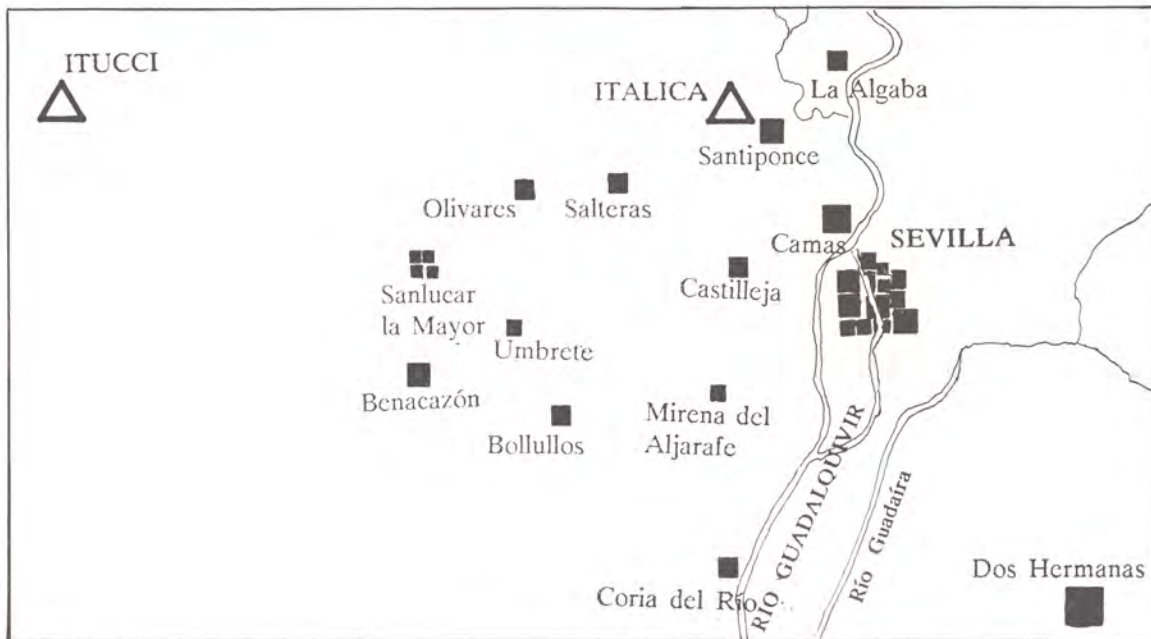 ITUCCI
ITALICA
La Algaba
Santiponce
Olivares
Salteras
Camas
SEVILLA
Sanlucar
la Mayor
Castilleja
Umbrete
Benacazón
Mirena del
Aljarafe
Bollullos
RÍO GUADALQUIVIR
Río Guadaíra
Dos Hermanas
Coria del Río